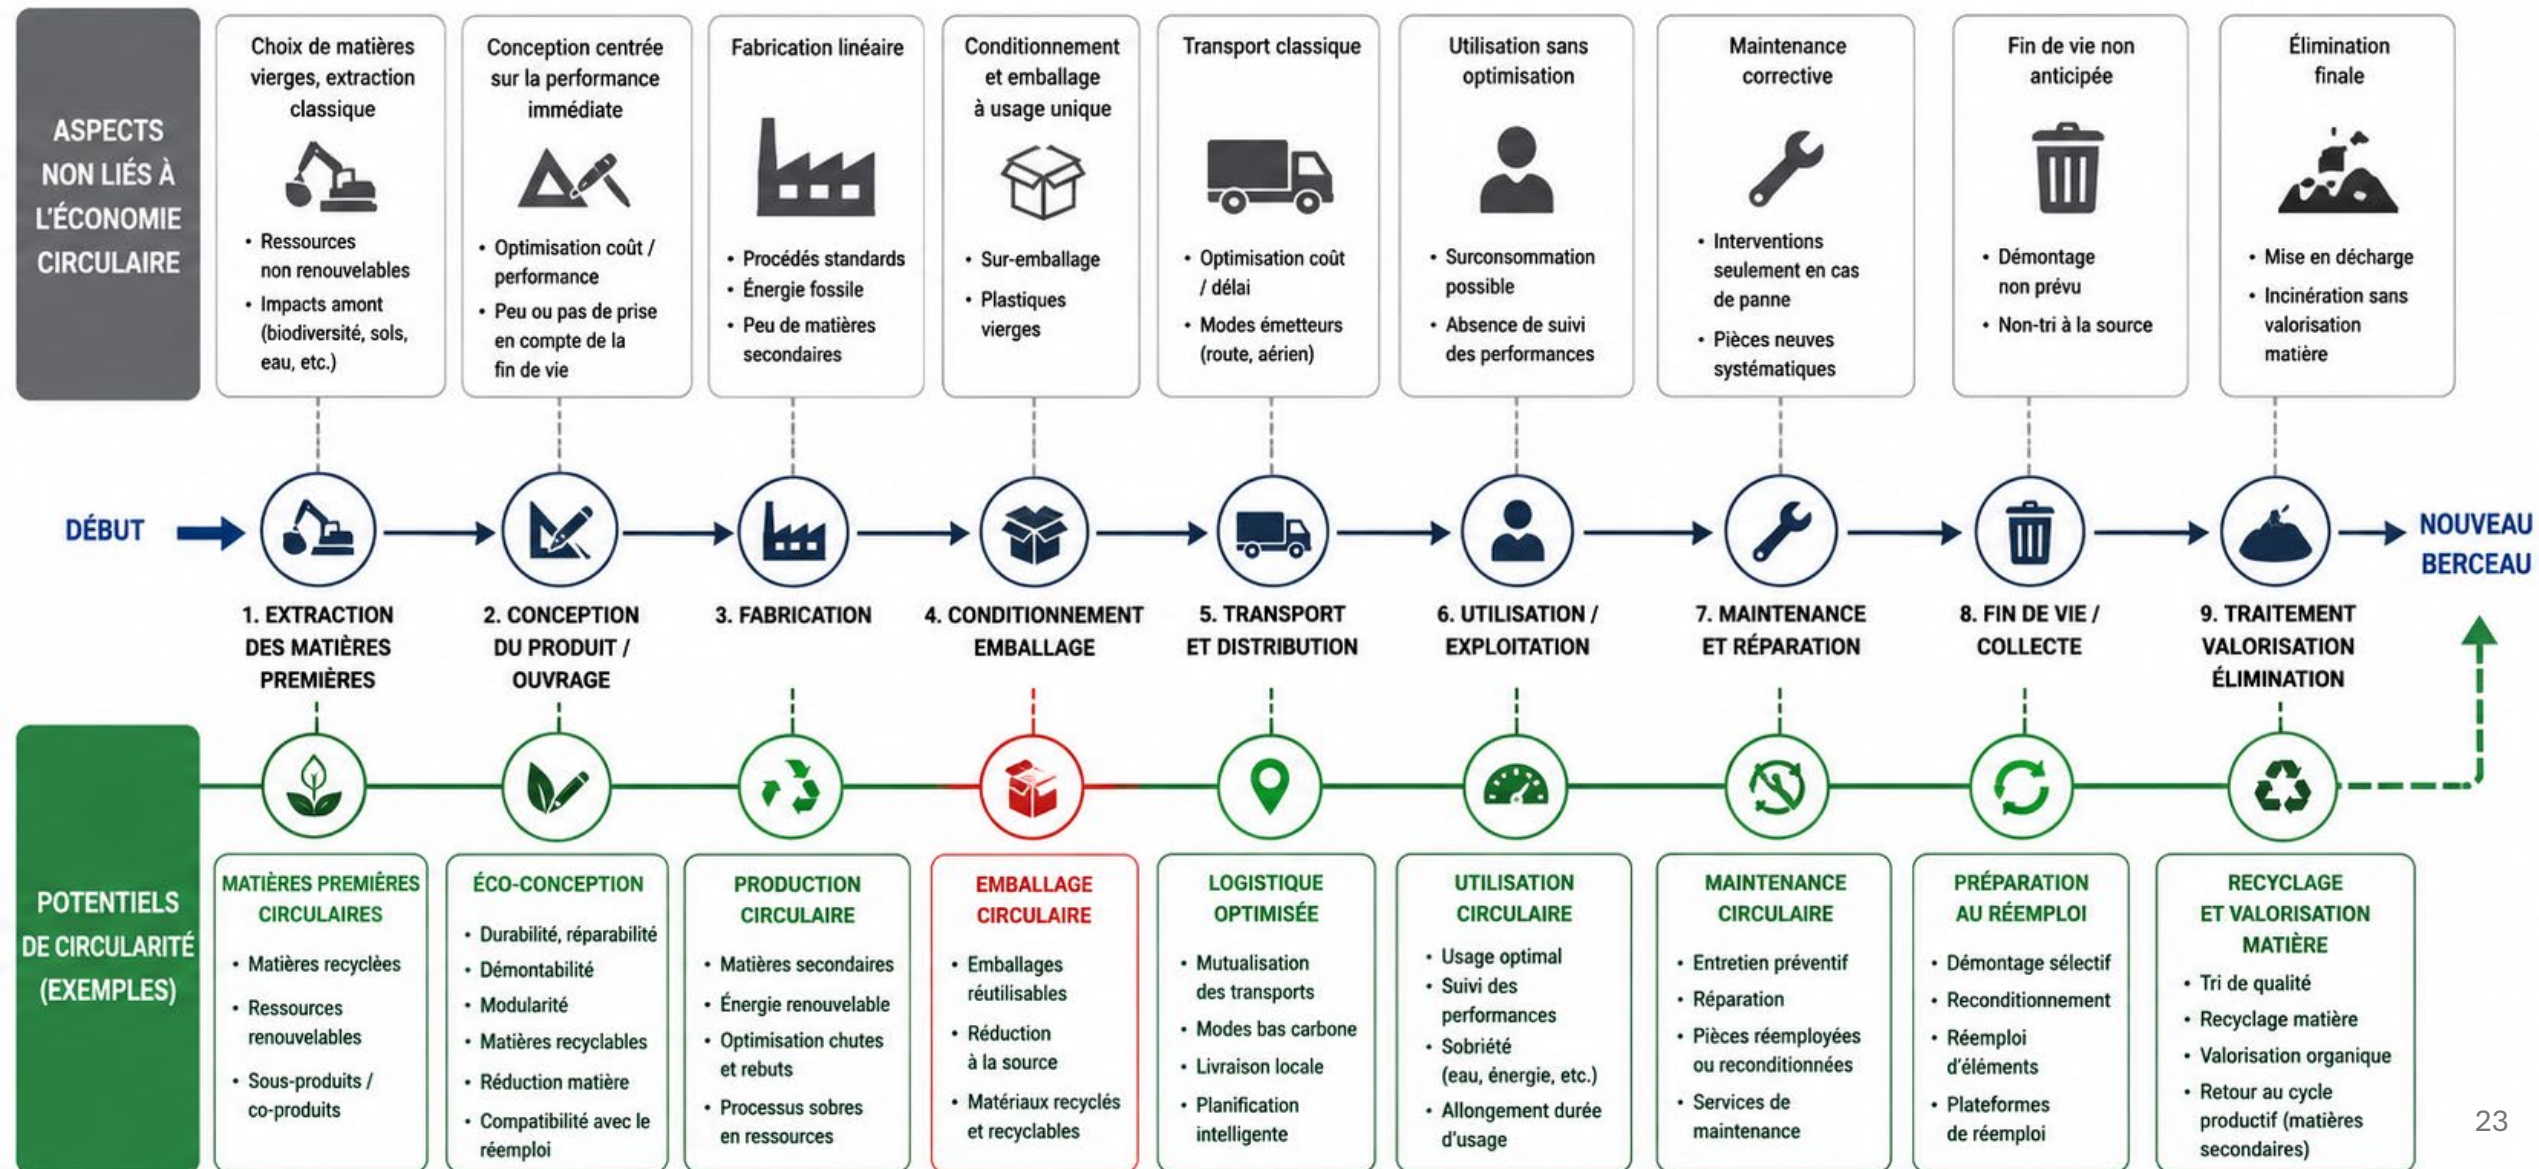 ASPECTS
NON LIÉS À
L'ÉCONOMIE
CIRCULAIRE
Choix de matières
vierges, extraction
classique
• Ressources
non renouvelables
• Impacts amont
(biodiversité, sols,
eau, etc.)
Conception centrée
sur la performance
immédiate
• Optimisation coût /
performance
• Peu ou pas de prise
en compte de la
fin de vie
Fabrication linéaire
• Procédés standards
• Énergie fossile
• Peu de matières
secondaires
Conditionnement
et emballage
à usage unique
• Sur-emballage
• Plastiques
vierges
Transport classique
• Optimisation coût
/ délai
• Modes émetteurs
(route, aérien)
Utilisation sans
optimisation
• Surconsommation
possible
• Absence de suivi
des performances
Maintenance
corrective
• Interventions
seulement en cas
de panne
• Pièces neuves
systématiques
Fin de vie non
anticipée
• Démontage
non prévu
• Non-tri à la source
Élimination
finale
• Mise en décharge
• Incinération sans
valorisation
matière
DÉBUT
1. EXTRACTION
DES MATIÈRES
PREMIÈRES
2. CONCEPTION
DU PRODUIT /
OUVRAGE
3. FABRICATION
4. CONDITIONNEMENT
EMBALLAGE
5. TRANSPORT
ET DISTRIBUTION
6. UTILISATION /
EXPLOITATION
7. MAINTENANCE
ET RÉPARATION
8. FIN DE VIE /
COLLECTE
9. TRAITEMENT
VALORISATION
ÉLIMINATION
NOUVEAU
BERCEAU
POTENTIELS
DE CIRCULARITÉ
(EXEMPLES)
MATIÈRES PREMIÊRES
CIRCULAIRES
• Matières recyclèes
• Ressources
renouvelables
• Sous-produits /
co-produits
ÉCO-CONCEPTION
• Durabilité, réparabilité
• Démontabilité
• Modularité
• Matières recyclables
• Réduction matière
• Compatibilité avec le
réemploi
PRODUCTION
CIRCULAIRE
• Matières secondaires
• Énergie renouvelable
• Optimisation chutes
et rebuts
• Processus sobres
en ressources
EMBALLAGE
CIRCULAIRE
• Emballages
réutilisables
• Réduction
à la source
• Matériaux recyclés
et recyclables
LOGISTIQUE
OPTIMISÉE
• Mutualisation
des transports
• Modes bas carbone
• Livraison locale
• Planification
intelligente
UTILISATION
CIRCULAIRE
• Usage optimal
• Suivi des
performances
• Sobriété
(eau, énergie, etc.)
• Allongement durée
d'usage
MAINTENANCE
CIRCULAIRE
• Entretien préventif
• Réparation
• Pièces réemployées
ou reconditionnées
• Services de
maintenance
PRÉPARATION
AU RÉEMPLOI
• Démontage sélectif
• Reconditionnement
• Réemploi
d'éléments
• Plateformes
de réemploi
RECYCLAGE
ET VALORISATION
MATIÈRE
• Tri de qualité
• Recyclage matière
• Valorisation organique
• Retour au cycle
productif (matières
secondaires)
23